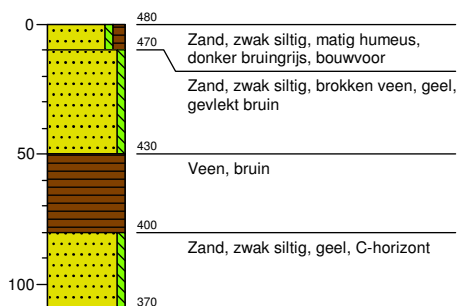 0
480
Zand, zwak siltig, matig humeus,
donker bruingrijs, bouwvoor
470
Zand, zwak siltig, brokken veen, geel,
gevlekt bruin
50
430
Veen, bruin
400
Zand, zwak siltig, geel, C-horizont
100
370